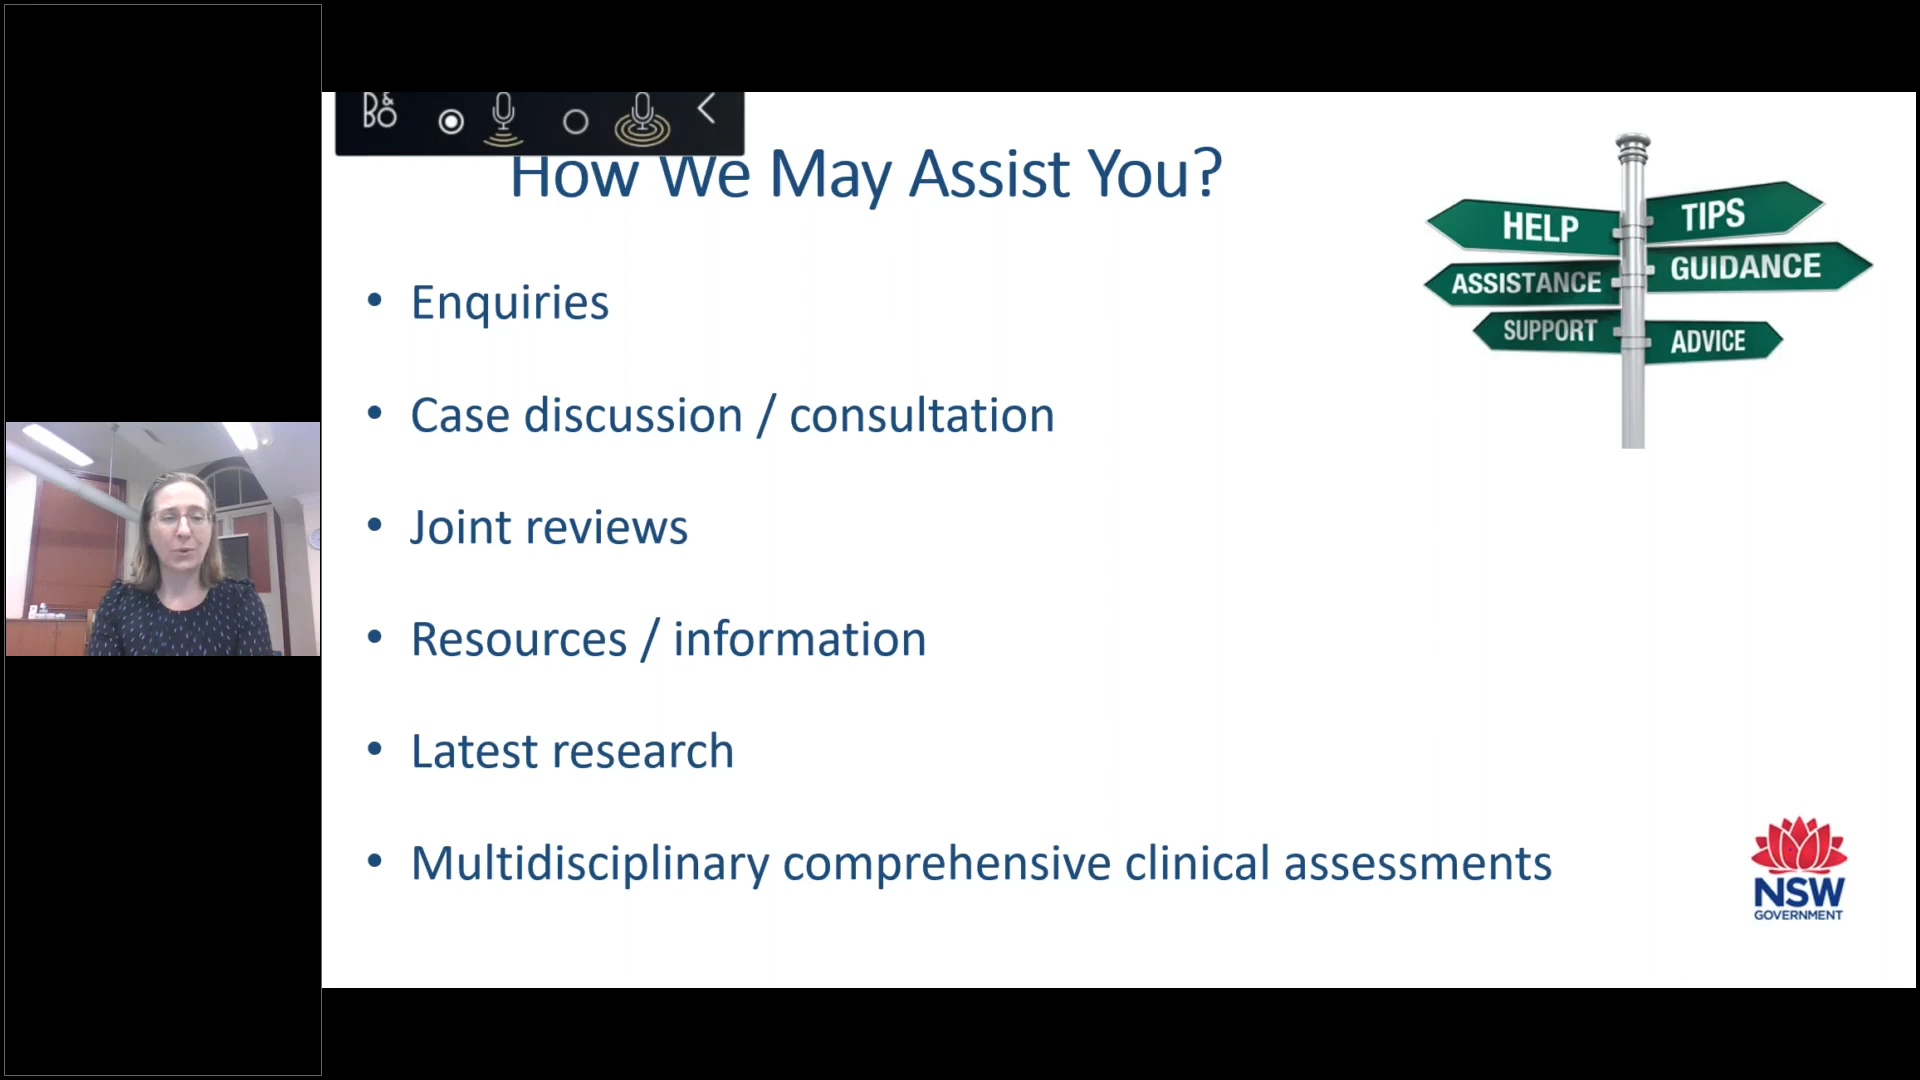 B&O
How We May Assist You?
HELP
TIPS
ASSISTANCE
GUIDANCE
SUPPORT
ADVICE
• Enquiries
• Case discussion / consultation
• Joint reviews
• Resources / information
• Latest research
• Multidisciplinary comprehensive clinical assessments
NSW
GOVERNMENT